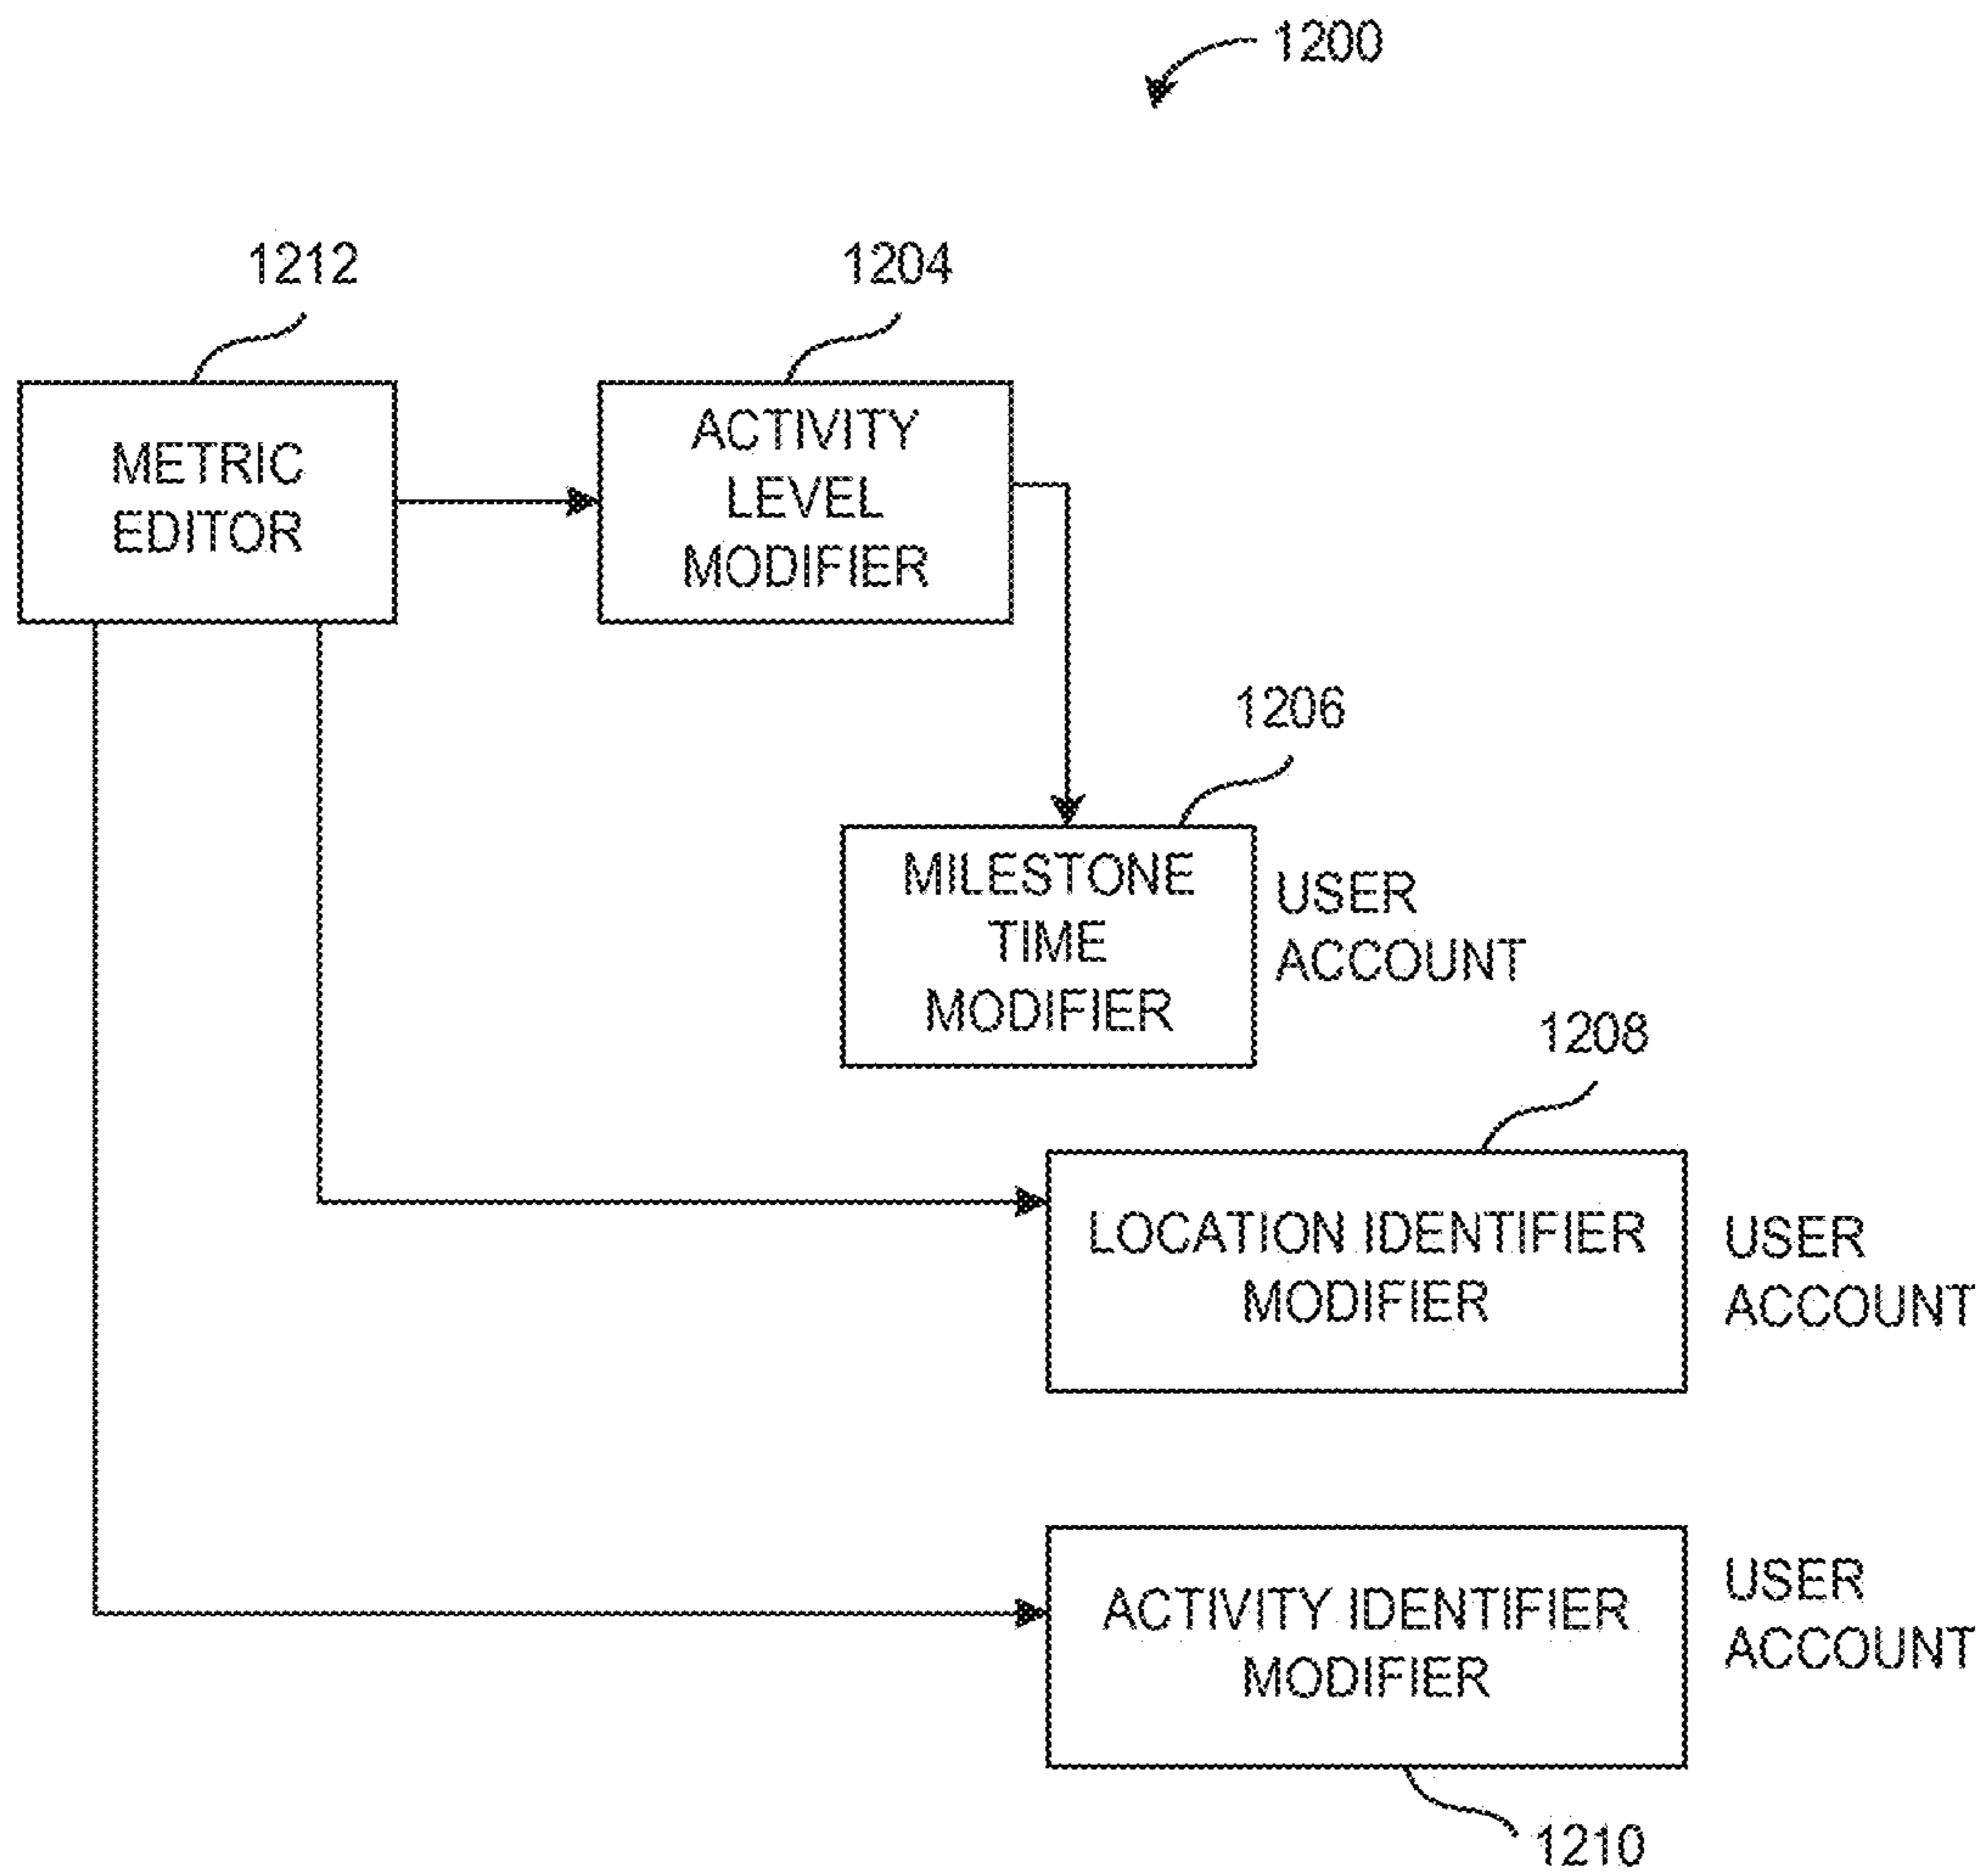 1200
1212
1204
METRIC
EDITOR
ACTIVITY
LEVEL
MODIFIER
1206
MILESTONE
TIME
MODIFIER
USER
ACCOUNT
1208
LOCATION IDENTIFIER
MODIFIER
USER
ACCOUNT
ACTIVITY IDENTIFIER
MODIFIER
USER
ACCOUNT
1210